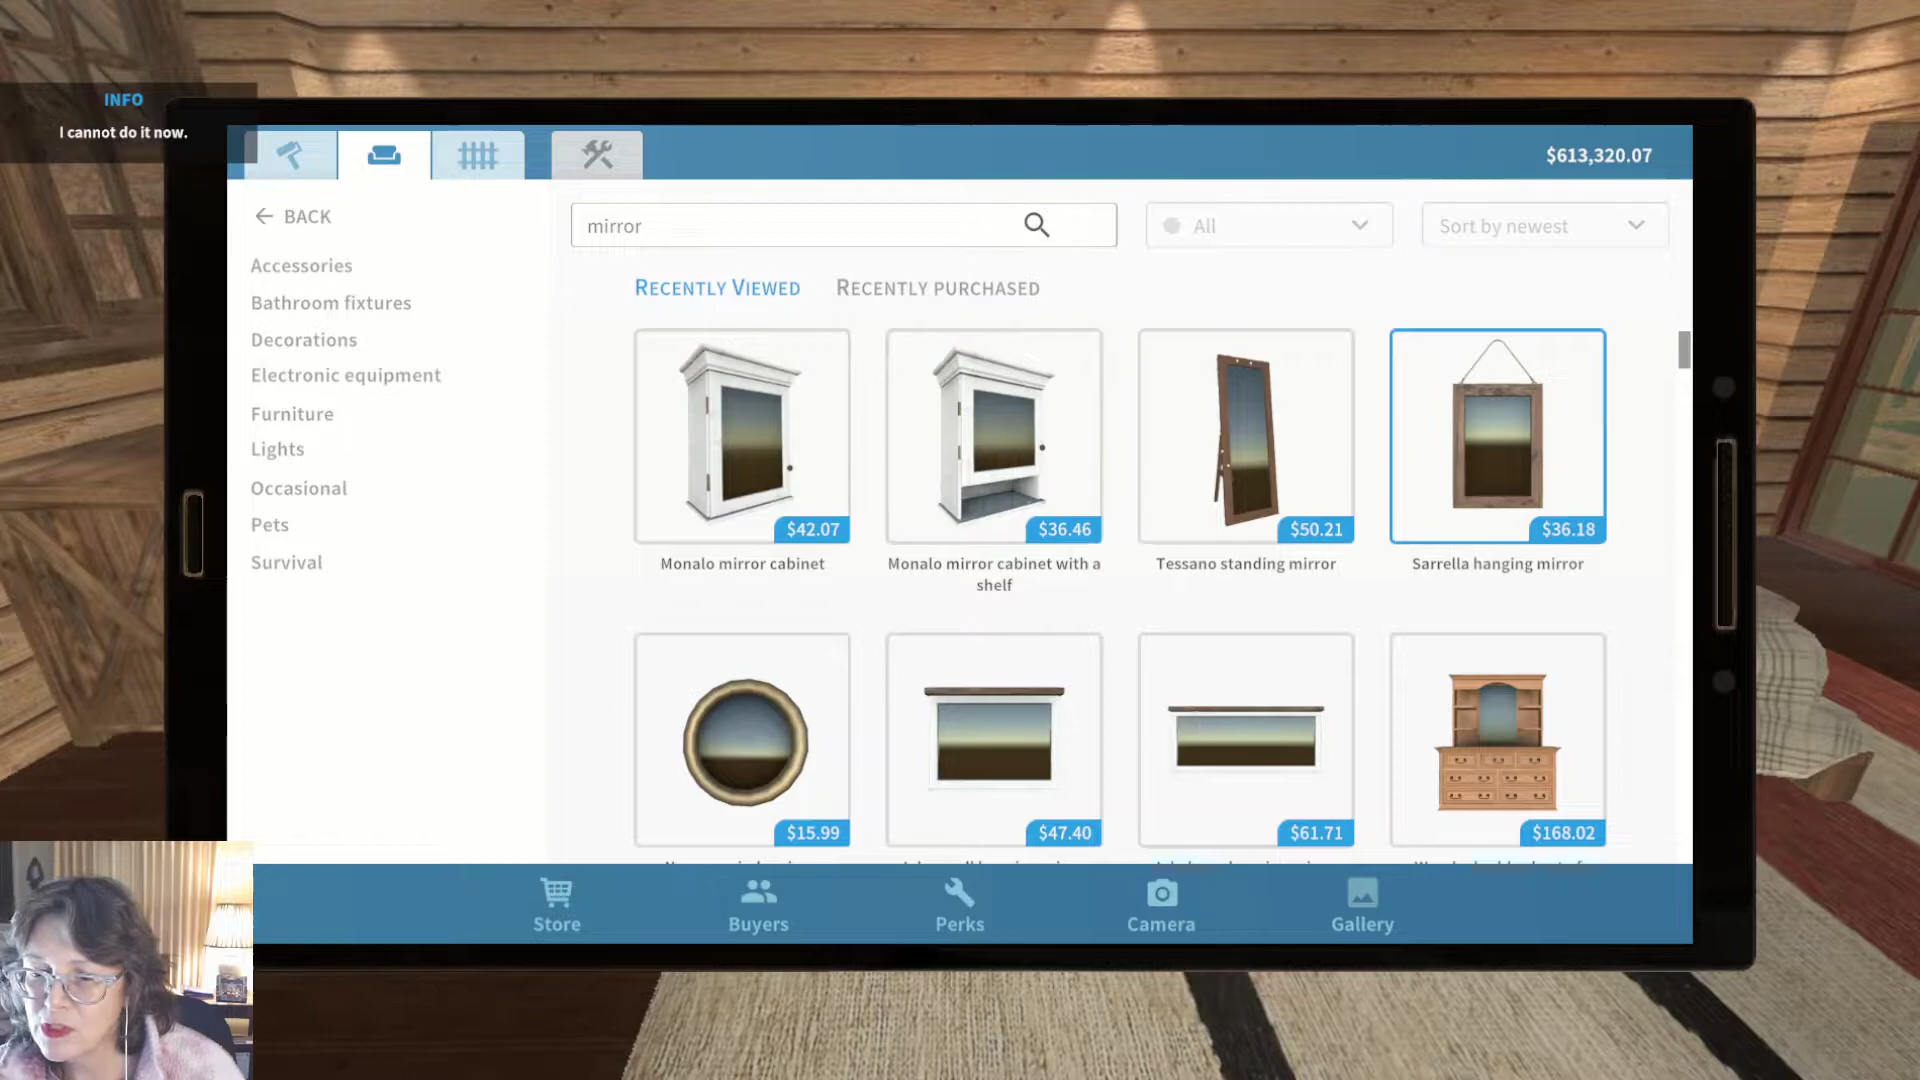 INFO
I cannot do it now.
$613,320.07
BACK
Accessories
Bathroom fixtures
Decorations
Electronic equipment
Furniture
Lights
Occasional
Pets
Survival
mirror
All
Sort by newest
RECENTLY VIEWED
RECENTLY PURCHASED
$42.07
$36.46
$50.21
$36.18
Monalo mirror cabinet
Monalo mirror cabinet with a
shelf
Tessano standing mirror
Sarrella hanging mirror
$15.99
$47.40
$61.71
$168.02
Store
Buyers
Perks
Camera
Gallery